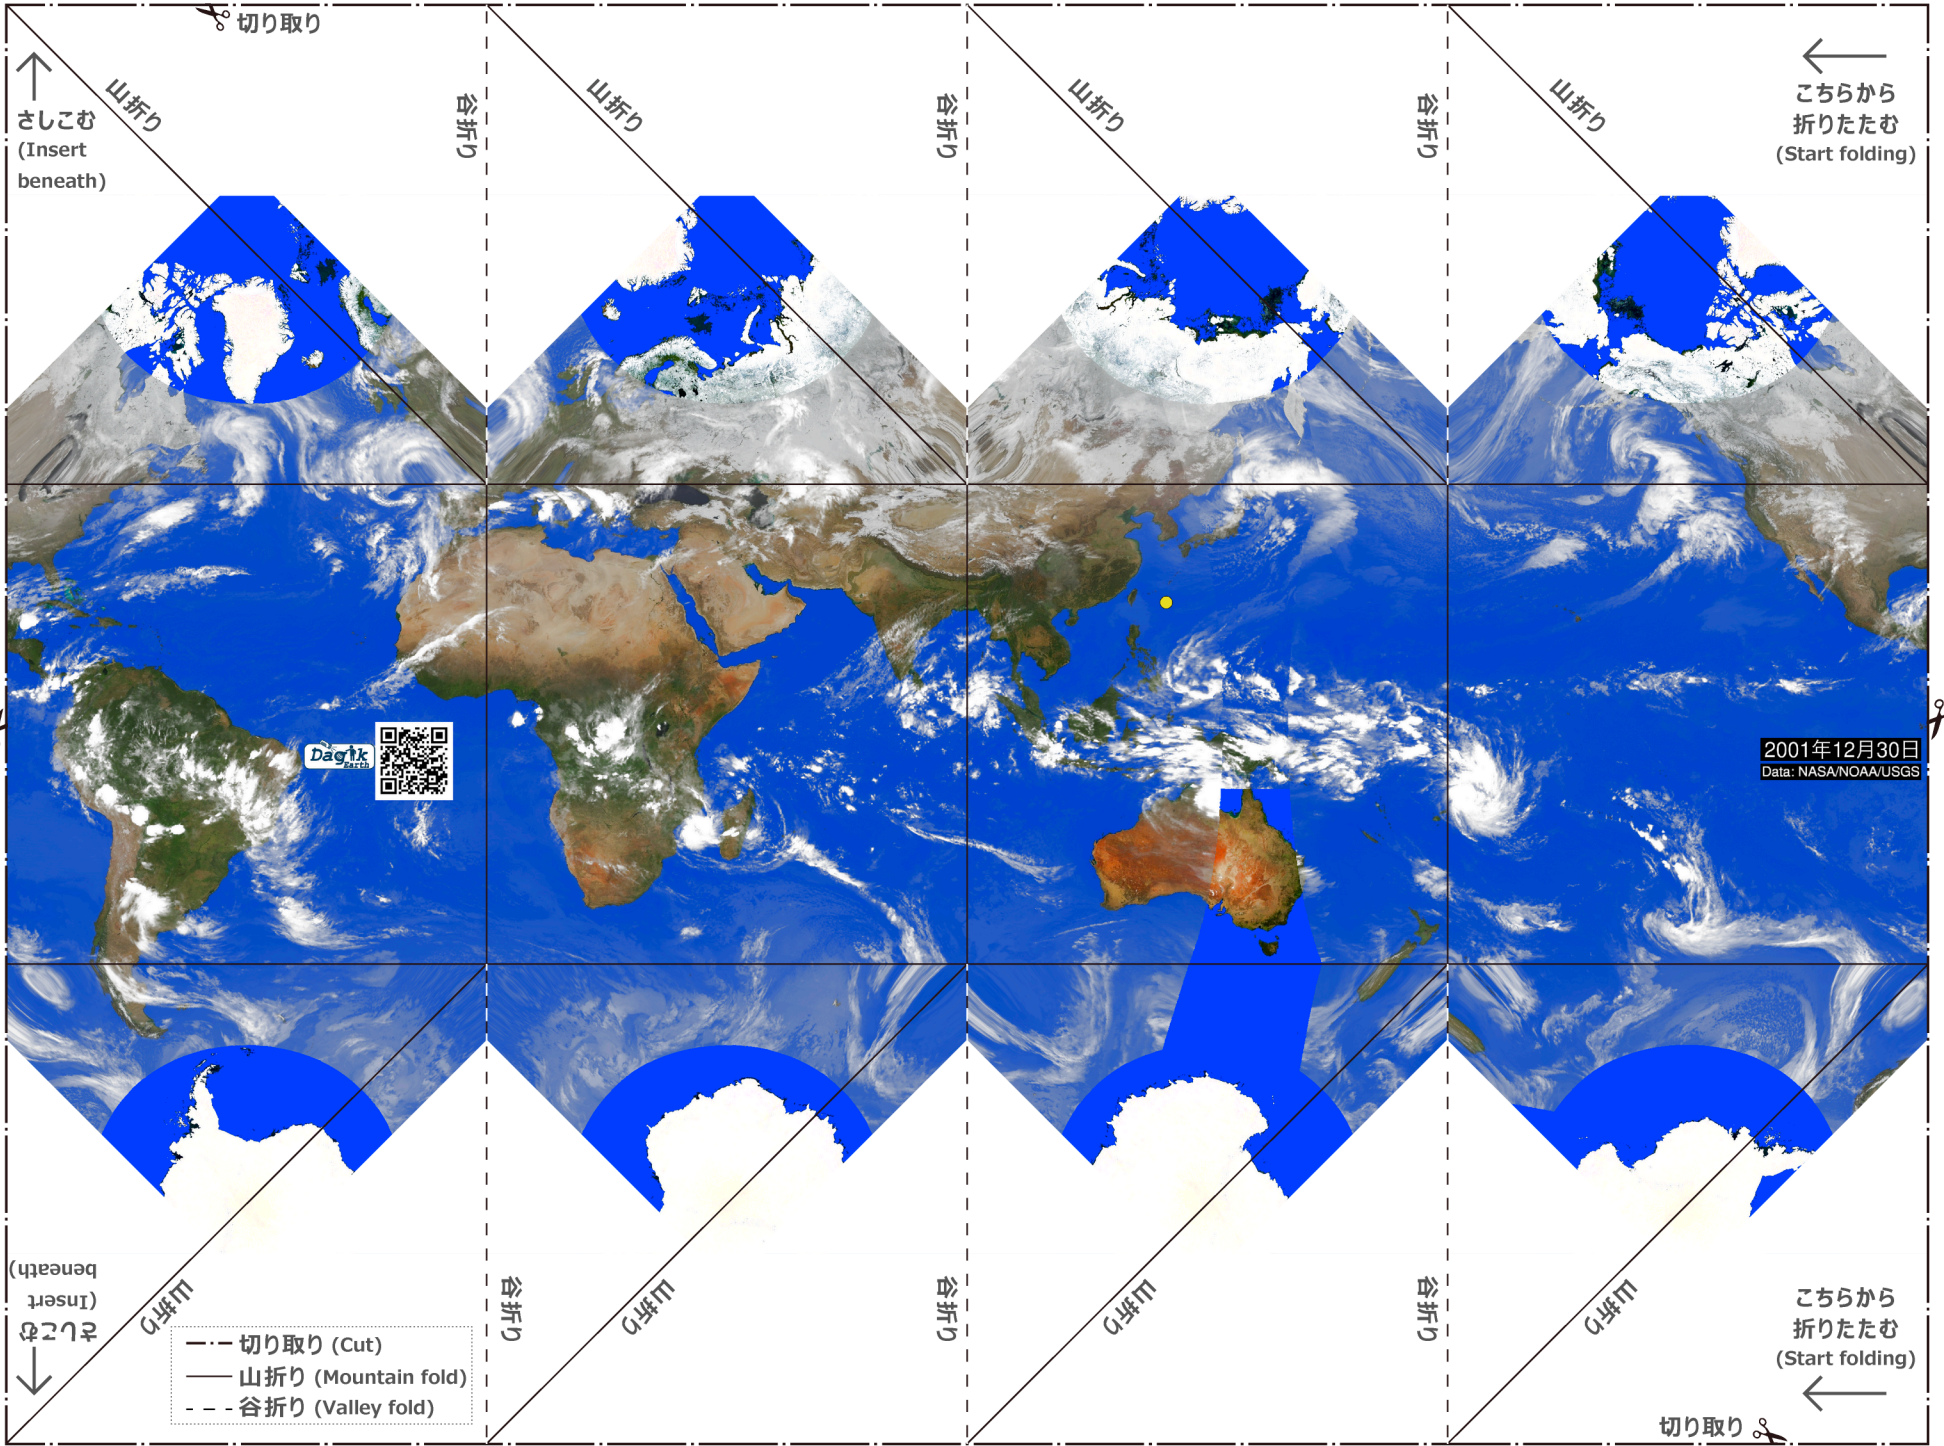 切り取り
山折り
谷折り
山折り
谷折り
山折り
谷折り
山折り
さしこむ
(Insert
beneath)
こちらから
折りたたむ
(Start folding)
Dagik
Earth
2001年12月30日
Data: NASA/NOAA/USGS
さしこむ
(Insert
beneath)
山折り
谷折り
山折り
谷折り
山折り
谷折り
山折り
こちらから
折りたたむ
(Start folding)
切り取り (Cut)
山折り (Mountain fold)
谷折り (Valley fold)
切り取り